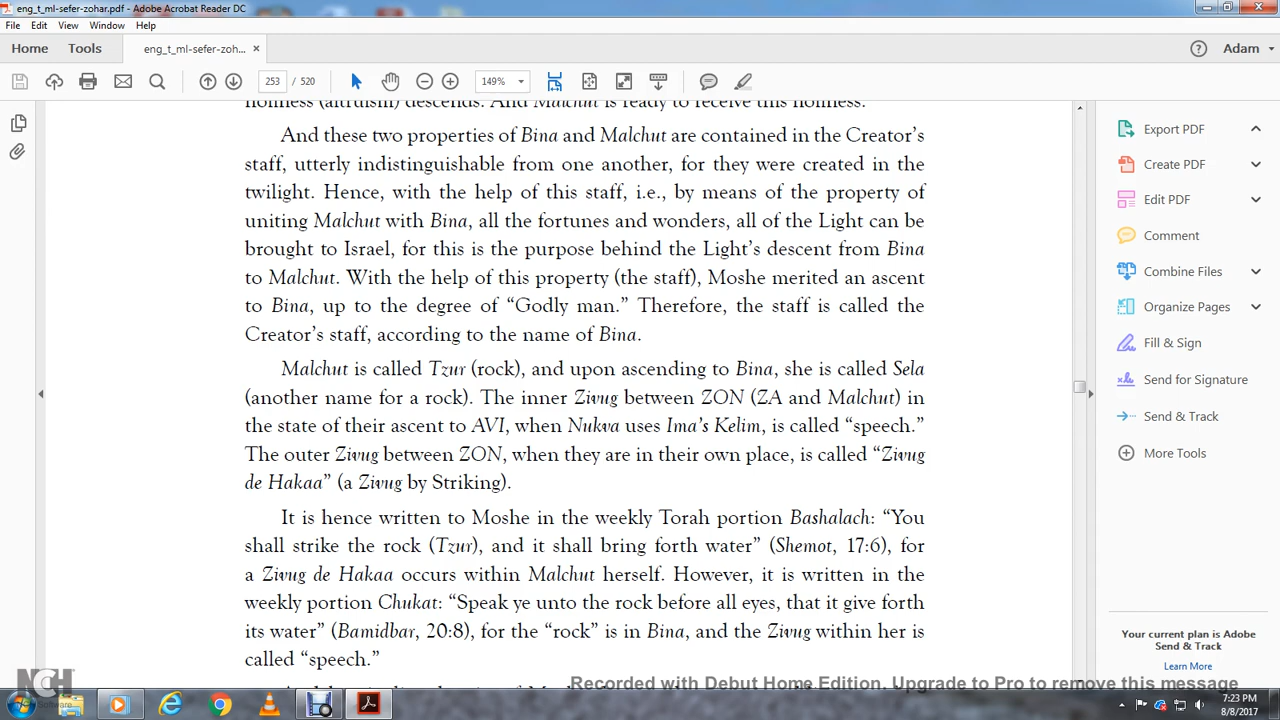 eng_t_ml-sefer-zohar.pdf - Adobe Acrobat Reader DC
File Edit View Window Help
Home Tools eng_t_ml-sefer-zoh... × Adam
253 / 520 149%
holiness (altruism) descends. And Malchut is ready to receive this holiness.
And these two properties of Bina and Malchut are contained in the Creator's
staff, utterly indistinguishable from one another, for they were created in the
twilight. Hence, with the help of this staff, i.e., by means of the property of
uniting Malchut with Bina, all the fortunes and wonders, all of the Light can be
brought to Israel, for this is the purpose behind the Light's descent from Bina
to Malchut. With the help of this property (the staff), Moshe merited an ascent
to Bina, up to the degree of “Godly man.” Therefore, the staff is called the
Creator's staff, according to the name of Bina.
Malchut is called Tzur (rock), and upon ascending to Bina, she is called Sela
(another name for a rock). The inner Zivug between ZON (ZA and Malchut) in
the state of their ascent to AVI, when Nukva uses Ima's Kelim, is called “speech.”
The outer Zivug between ZON, when they are in their own place, is called “Zivug
de Hakaa” (a Zivug by Striking).
It is hence written to Moshe in the weekly Torah portion Bashalach: “You
shall strike the rock (Tzur), and it shall bring forth water” (Shemot, 17:6), for
a Zivug de Hakaa occurs within Malchut herself. However, it is written in the
weekly portion Chukat: “Speak ye unto the rock before all eyes, that it give forth
its water” (Bamidbar, 20:8), for the “rock” is in Bina, and the Zivug within her is
called “speech.”
Export PDF
Create PDF
Edit PDF
Comment
Combine Files
Organize Pages
Fill & Sign
Send for Signature
Send & Track
More Tools
Your current plan is Adobe
Send & Track
Learn More
NCH
Software
Recorded with Debut Home Edition. Upgrade to Pro to remove this message
7:23 PM
8/8/2017